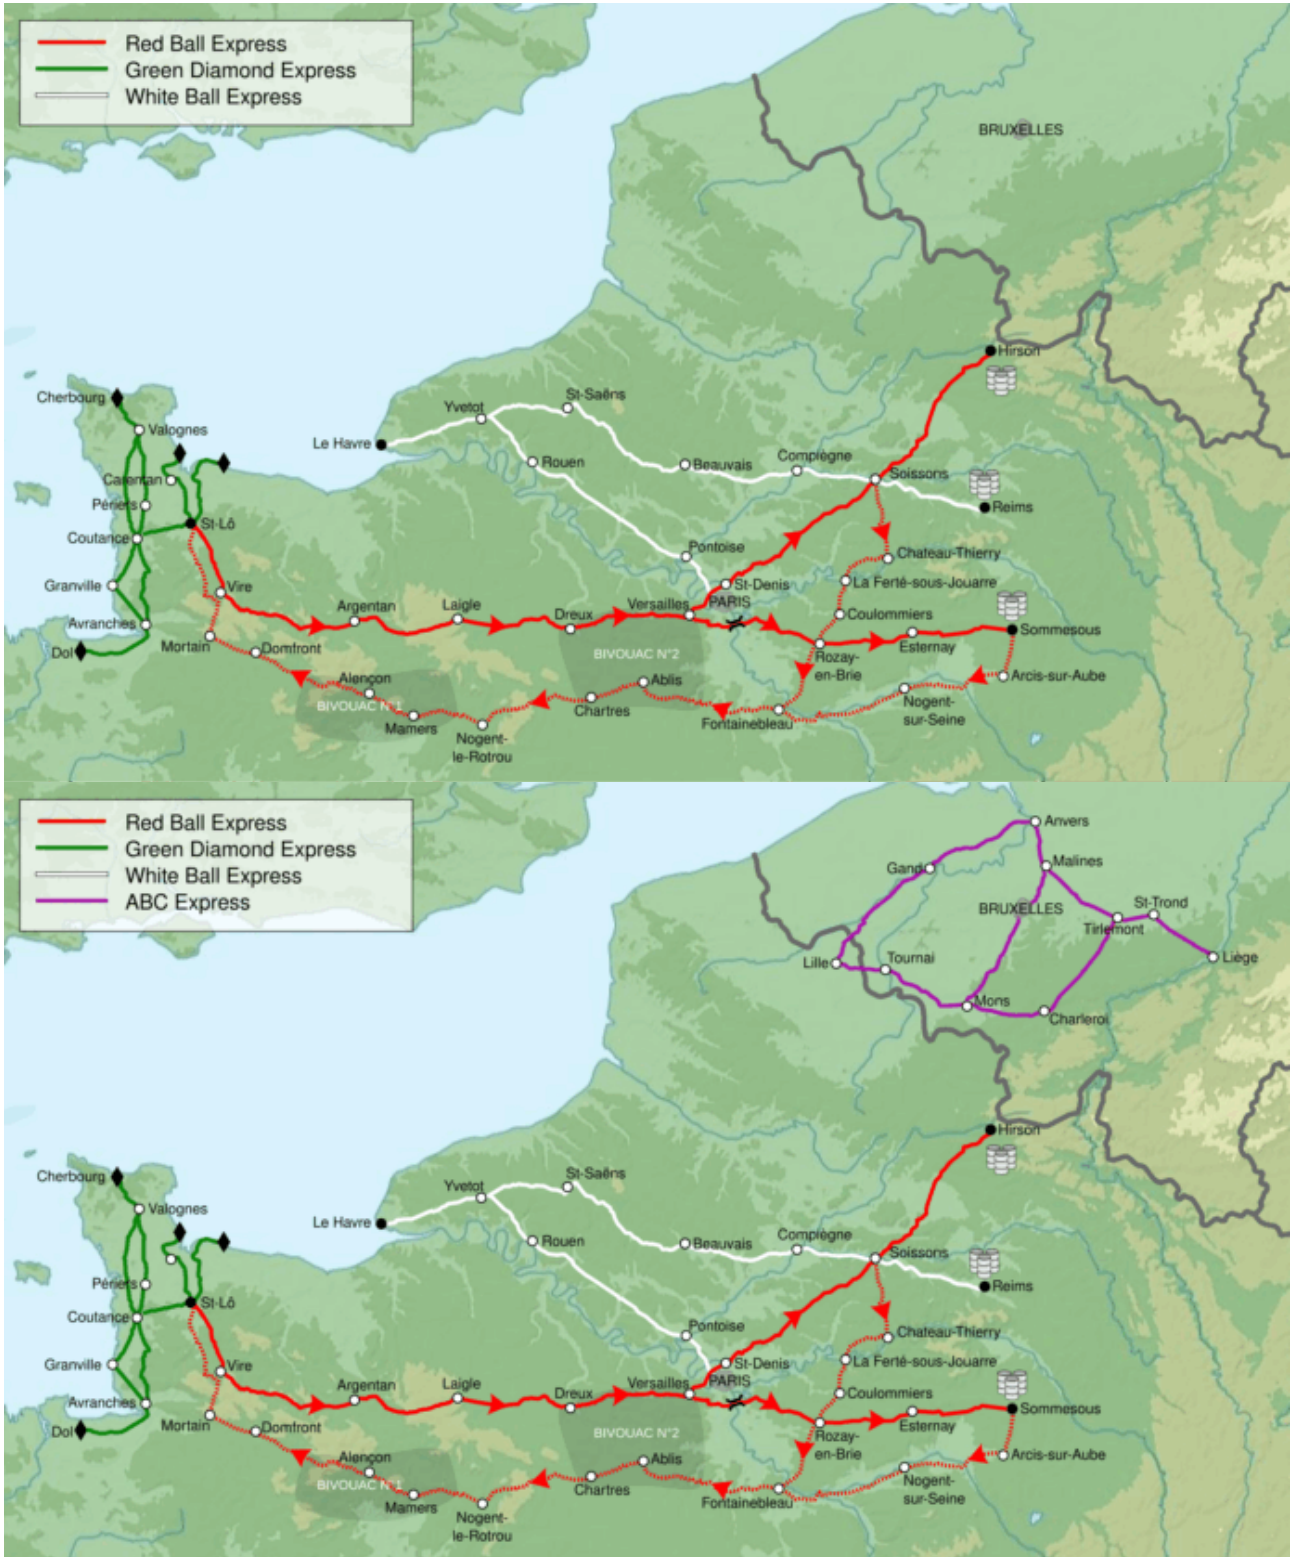 Red Ball Express
Green Diamond Express
White Ball Express
BRUXELLES
Hirson
Cherbourg
Valognes
St-Saëns
Yvetot
Le Havre
Rouen
Beauvais
Compiègne
Soissons
Carentan
Reims
Périers
St-Lô
Coutance
Pontoise
Chateau-Thierry
Granville
Vire
St-Denis
La Ferté-sous-Jouarre
Argentan
Laigle
Dreux
Versailles
PARIS
Coulommiers
Avranches
Mortain
Domfront
Esternay
Sommesous
Dol
BIVOUAC N°2
Rozay-
en-Brie
Alençon
Ablis
Arcis-sur-Aube
BIVOUAC N°1
Mamers
Chartres
Fontainebleau
Nogent-
sur-Seine
Nogent-
le-Rotrou
Red Ball Express
Green Diamond Express
White Ball Express
ABC Express
Anvers
Gand
Malines
BRUXELLES
St-Trond
Tirlemont
Lille
Tournai
Liège
Mons
Charleroi
Hirson
Cherbourg
Valognes
St-Saëns
Yvetot
Le Havre
Rouen
Beauvais
Compiègne
Soissons
Reims
Périers
St-Lô
Coutance
Pontoise
Chateau-Thierry
Granville
Vire
St-Denis
La Ferté-sous-Jouarre
Argentan
Laigle
Dreux
Versailles
PARIS
Coulommiers
Avranches
Mortain
Domfront
Esternay
Sommesous
Dol
BIVOUAC N°2
Rozay-
en-Brie
Alençon
Ablis
Arcis-sur-Aube
BIVOUAC N°1
Mamers
Chartres
Fontainebleau
Nogent-
sur-Seine
Nogent-
le-Rotrou